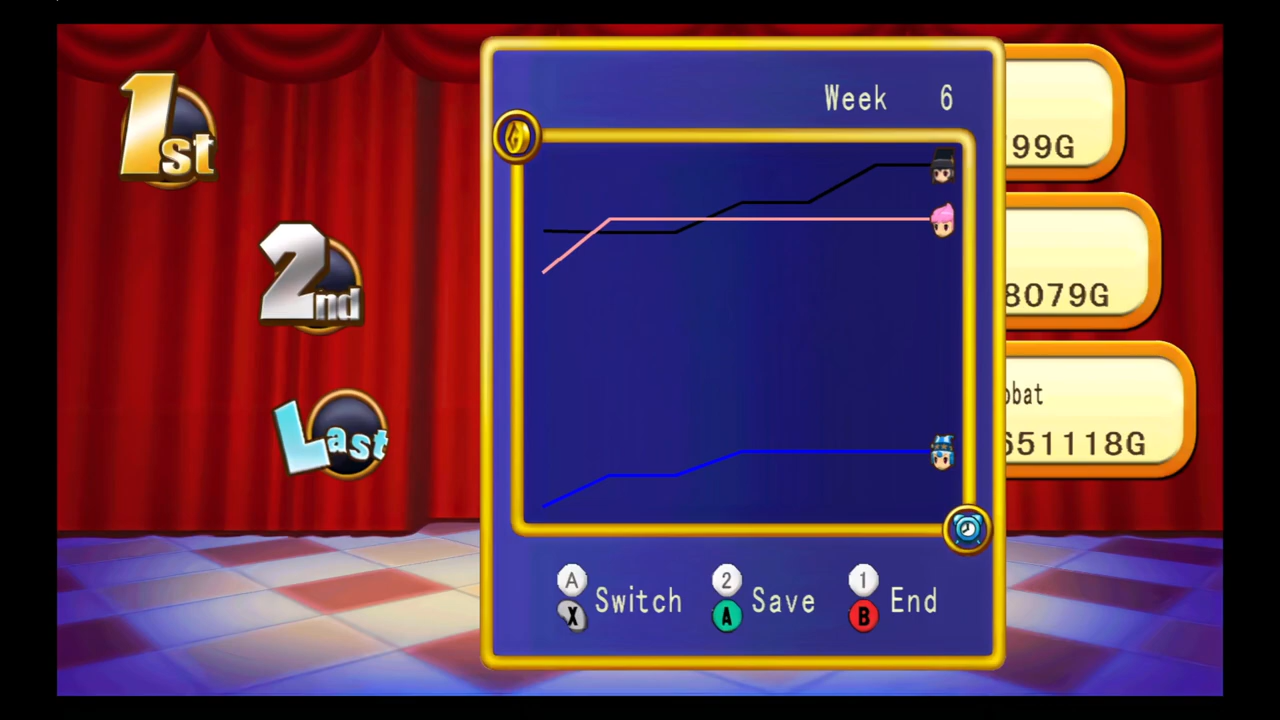 1st
Week 6
99G
2nd
8079G
Last
bat
651118G
A 2 1
Switch Save End
X A B